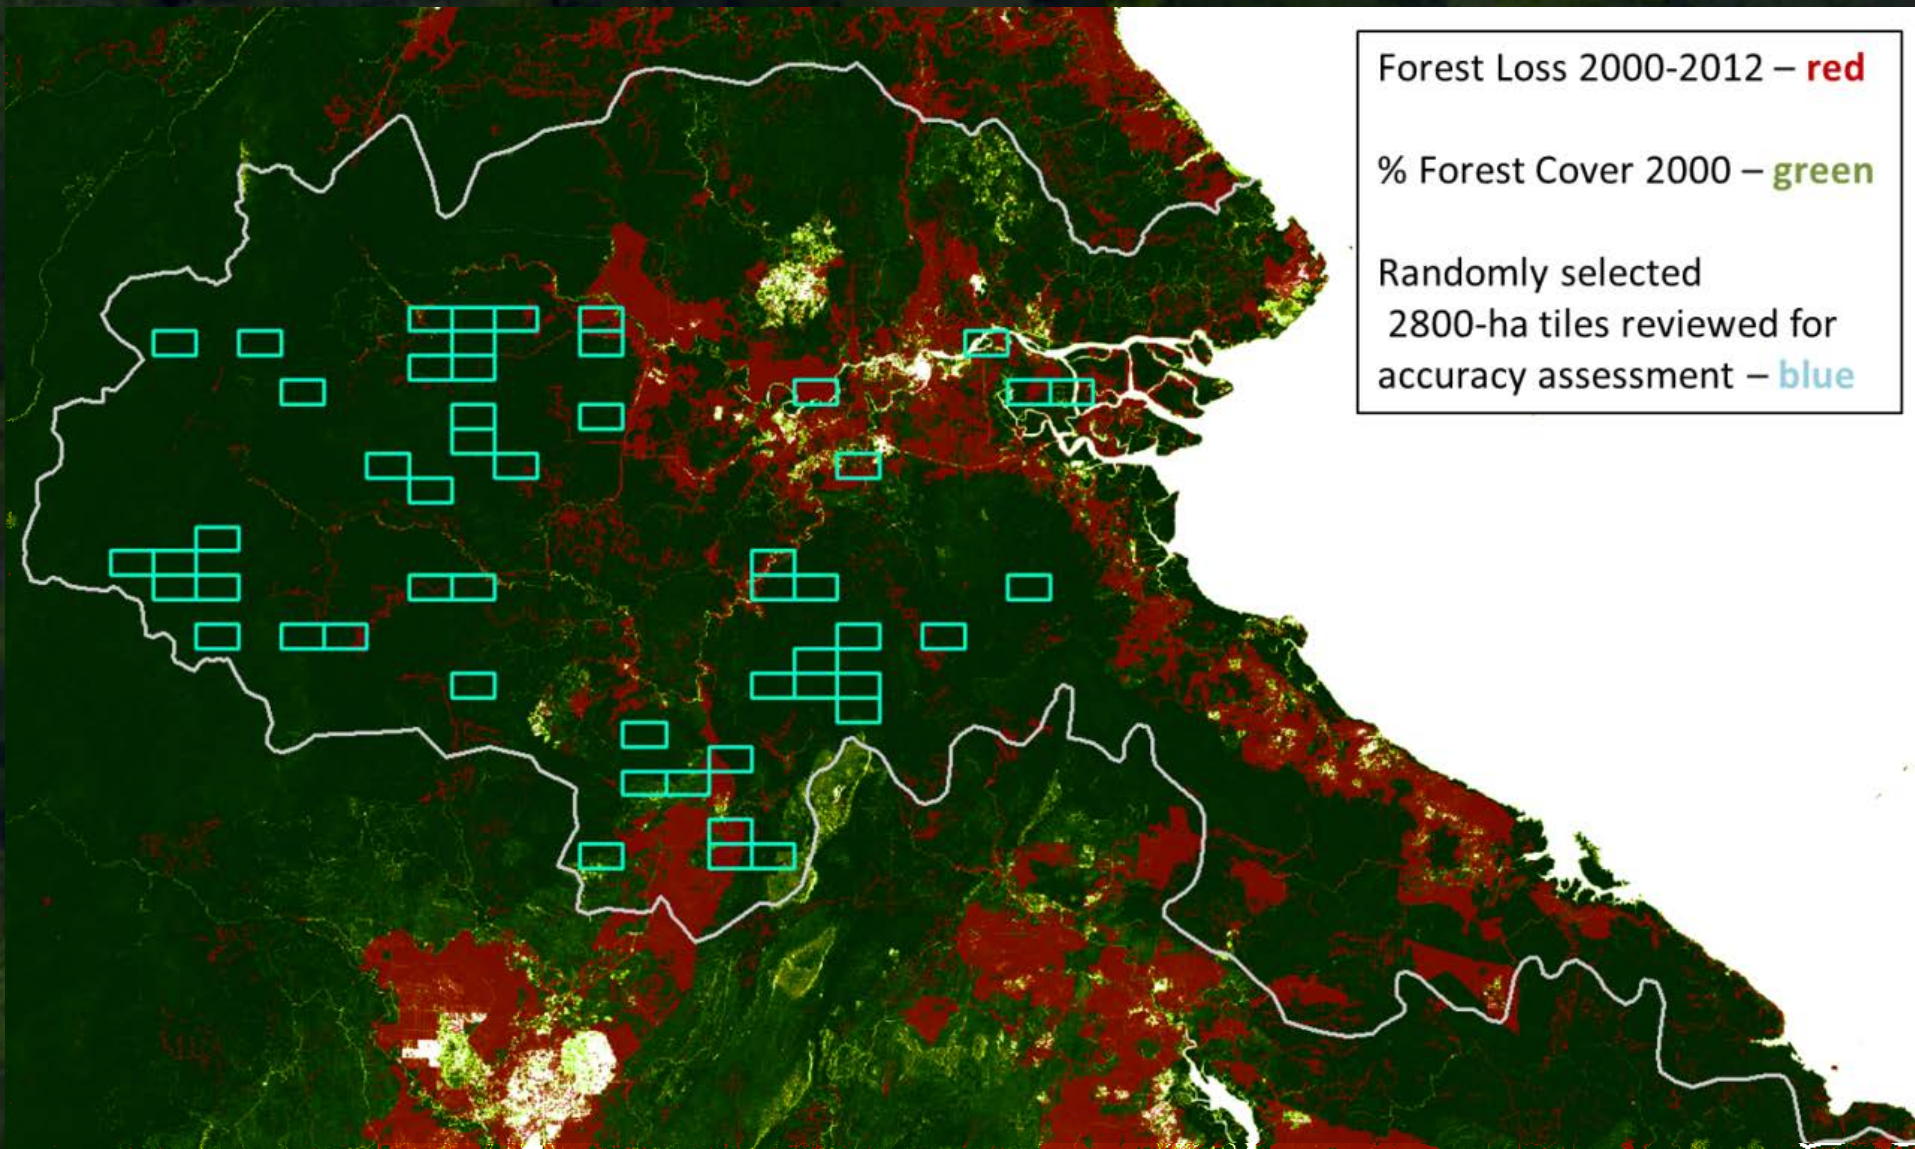 Forest Loss 2000-2012 – red
% Forest Cover 2000 – green
Randomly selected
2800-ha tiles reviewed for
accuracy assessment – blue